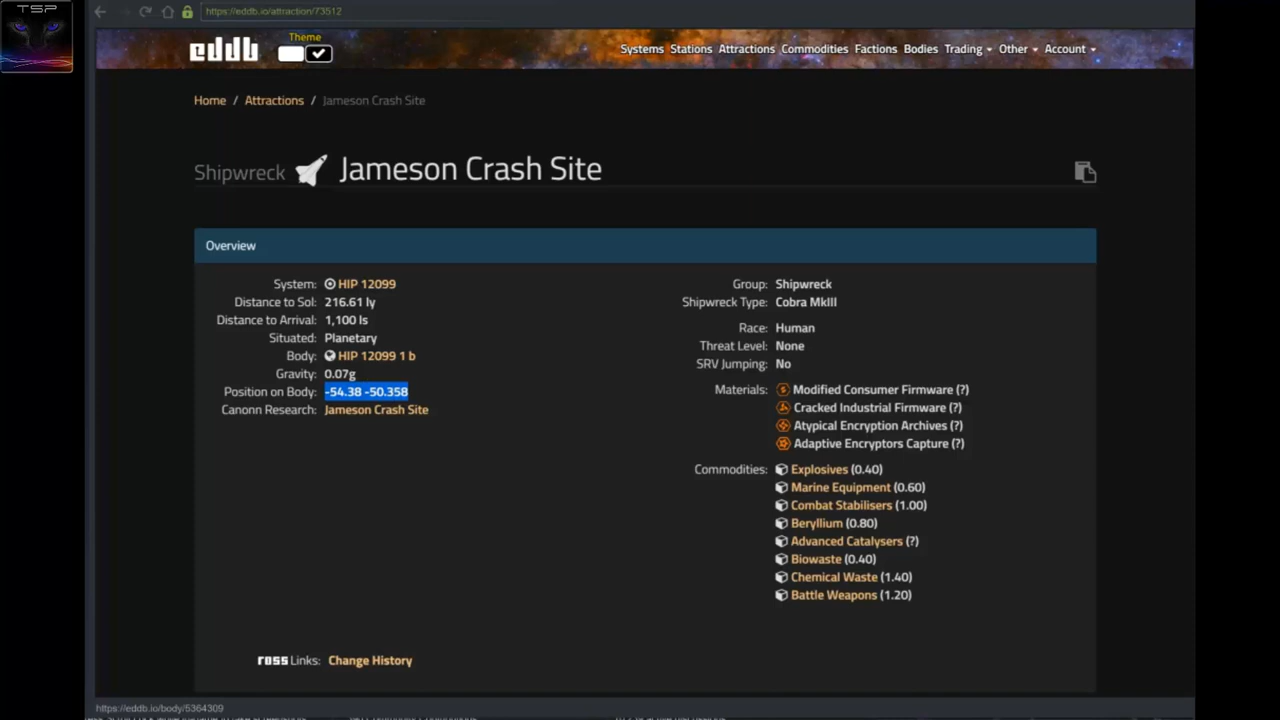 TSP
https://eddb.io/attraction/73512
eddb
Theme
Systems Stations Attractions Commodities Factions Bodies Trading Other Account
Home / Attractions / Jameson Crash Site
Shipwreck Jameson Crash Site
Overview
System: HIP 12099
Distance to Sol: 216.61 ly
Distance to Arrival: 1,100 ls
Situated: Planetary
Body: HIP 12099 1 b
Gravity: 0.07g
Position on Body: -54.38 -50.358
Canonn Research: Jameson Crash Site
Group: Shipwreck
Shipwreck Type: Cobra MkIII
Race: Human
Threat Level: None
SRV Jumping: No
Materials: Modified Consumer Firmware (?)
Cracked Industrial Firmware (?)
Atypical Encryption Archives (?)
Adaptive Encryptors Capture (?)
Commodities: Explosives (0.40)
Marine Equipment (0.60)
Combat Stabilisers (1.00)
Beryllium (0.80)
Advanced Catalysers (?)
Biowaste (0.40)
Chemical Waste (1.40)
Battle Weapons (1.20)
ross Links: Change History
https://eddb.io/body/5364309